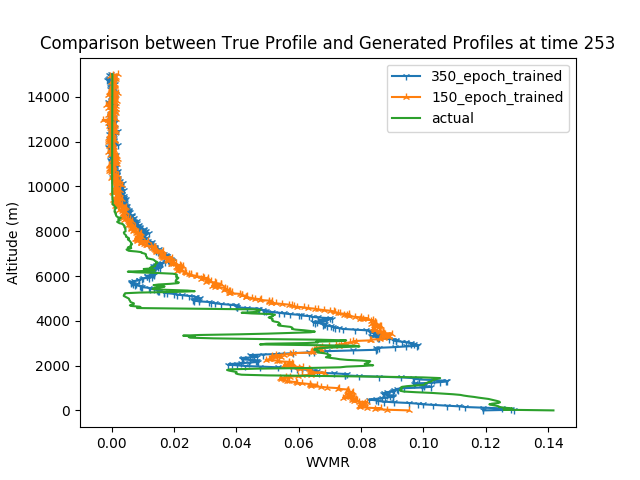 Comparison between True Profile and Generated Profiles at time 253
350_epoch_trained
150_epoch_trained
actual
14000
12000
10000
8000
6000
4000
2000
0
Altitude (m)
0.00 0.02 0.04 0.06 0.08 0.10 0.12 0.14
WVMR